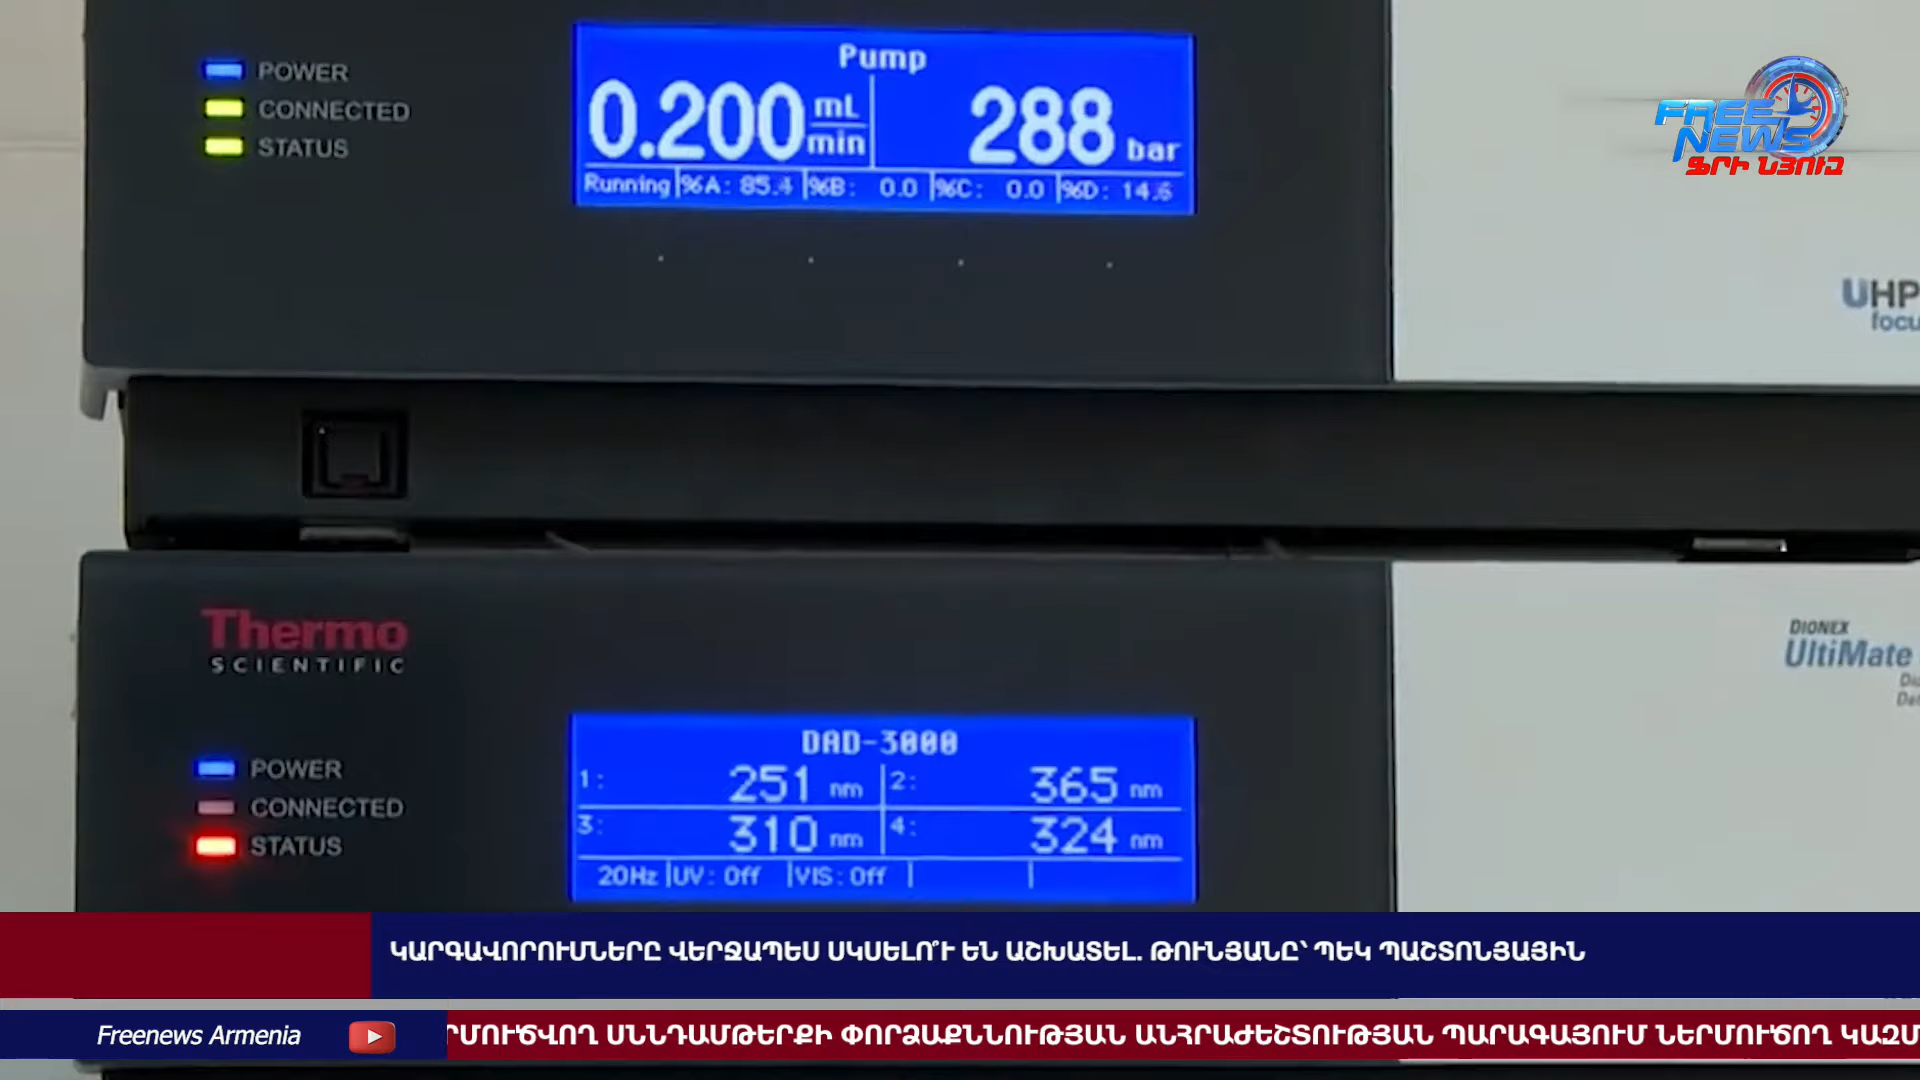 POWER
CONNECTED
STATUS
Pump
0.200 mL/min
288 bar
Running %A: 85.4 %B: 0.0 %C: 0.0 %D: 14.6
FREE
NEWS
ՖՐԻ ՆՅՈՒԶ
Thermo
SCIENTIFIC
DIONEX
UltiMate
POWER
CONNECTED
STATUS
DAD-3000
1: 251 nm 2: 365 nm
3: 310 nm 4: 324 nm
20Hz UV: Off VIS: Off
ԿԱՐԳԱՎՈՐՈՒՄՆԵՐԸ ՎԵՐՋԱՊԵՍ ՍԿՍԵԼՈ՞Ւ ԵՆ ԱՇԽԱՏԵԼ. ԹՈՒՆՅԱՆԸ՝ ՊԵԿ ՊԱՇՏՈՆՅԱՅԻՆ
Freenews Armenia
ՐՄՈՒԾՎՈՂ ՍՆՆԴԱՄԹԵՐՔԻ ՓՈՐՁԱՔՆՆՈՒԹՅԱՆ ԱՆՀՐԱԺԵՇՏՈՒԹՅԱՆ ՊԱՐԱԳԱՅՈՒՄ ՆԵՐՄՈՒԾՈՂ ԿԱԶՄ